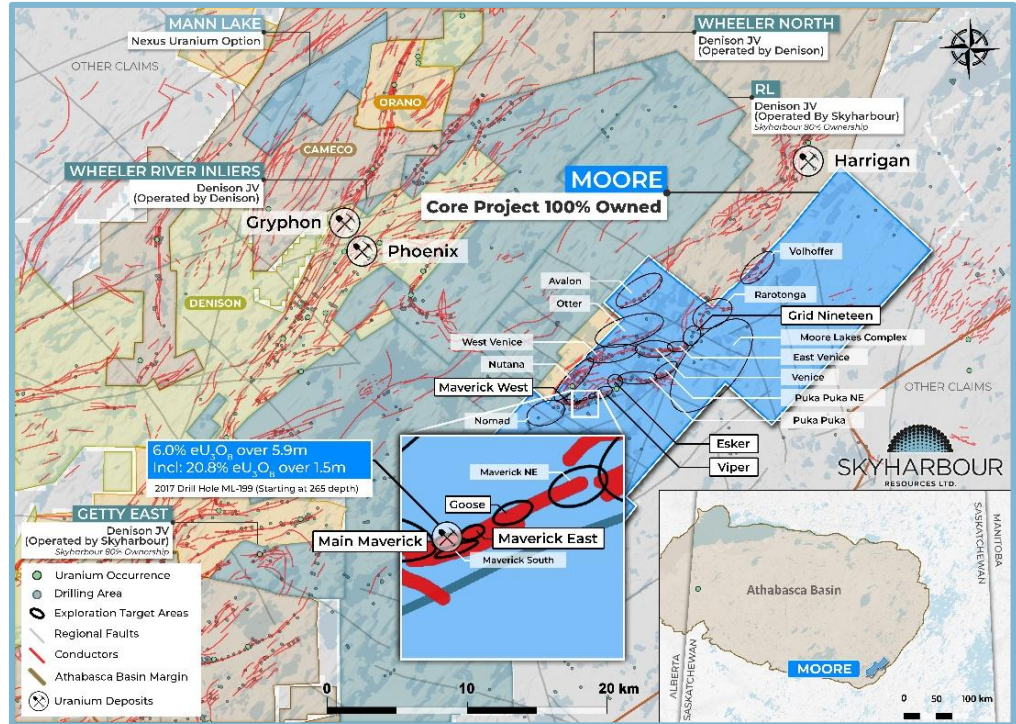 MANN LAKE
Nexus Uranium Option
WHEELER NORTH
Denison JV
(Operated by Denison)
OTHER CLAIMS
ORANO
RL
Denison JV
(Operated By Skyharbour)
Skyharbour 80% Ownership
CAMECO
Harrigan
WHEELER RIVER INLIERS
Denison JV
(Operated by Denison)
MOORE
Core Project 100% Owned
Gryphon
Phoenix
Volhoffer
Avalon
DENISON
Otter
Rarotonga
Grid Nineteen
West Venice
Moore Lakes Complex
East Venice
Nutana
Venice
Maverick West
OTHER CLAIMS
Puka Puka NE
Nomad
Puka Puka
6.0% eU3O8 over 5.9m
Incl: 20.8% eU3O8 over 1.5m
2017 Drill Hole ML-199 (Starting at 265 depth)
Esker
Viper
SKYHARBOUR
RESOURCES LTD.
Maverick NE
Goose
GETTY EAST
Denison JV
(Operated by Skyharbour)
Skyharbour 80% Ownership
Main Maverick
Maverick East
Maverick South
Uranium Occurrence
Drilling Area
Exploration Target Areas
Regional Faults
Conductors
Athabasca Basin Margin
Uranium Deposits
0 10 20 km
MANITOBA
SASKATCHEWAN
Athabasca Basin
ALBERTA
SASKATCHEWAN
MOORE
0 50 100 km